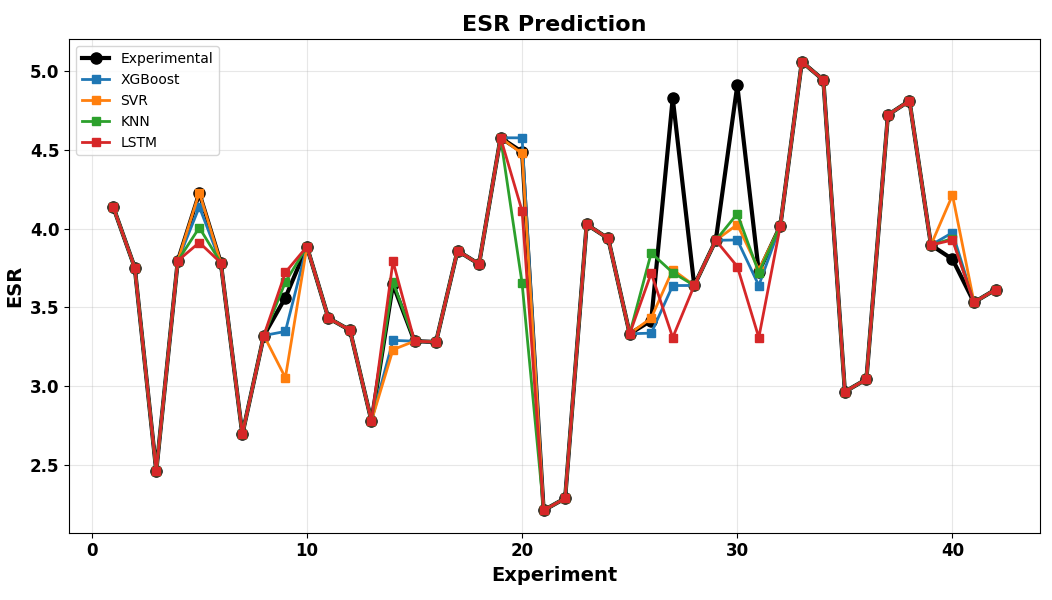 ESR Prediction
Experimental
XGBoost
SVR
KNN
LSTM
ESR
5.0
4.5
4.0
3.5
3.0
2.5
0 10 20 30 40
Experiment